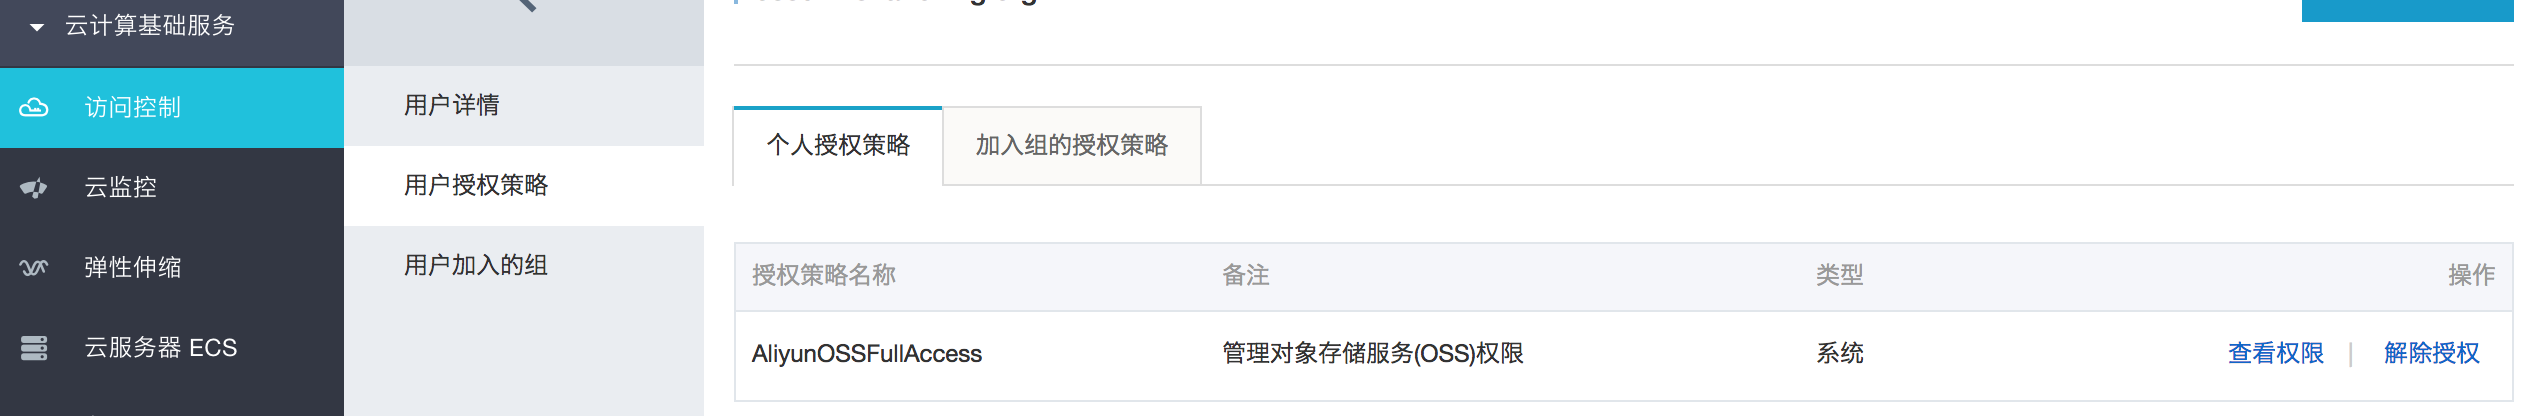 云计算基础服务
访问控制
云监控
弹性伸缩
云服务器 ECS
用户详情
用户授权策略
用户加入的组
个人授权策略
加入组的授权策略
授权策略名称 备注 类型 操作
AliyunOSSFullAccess 管理对象存储服务(OSS)权限 系统 查看权限 | 解除授权